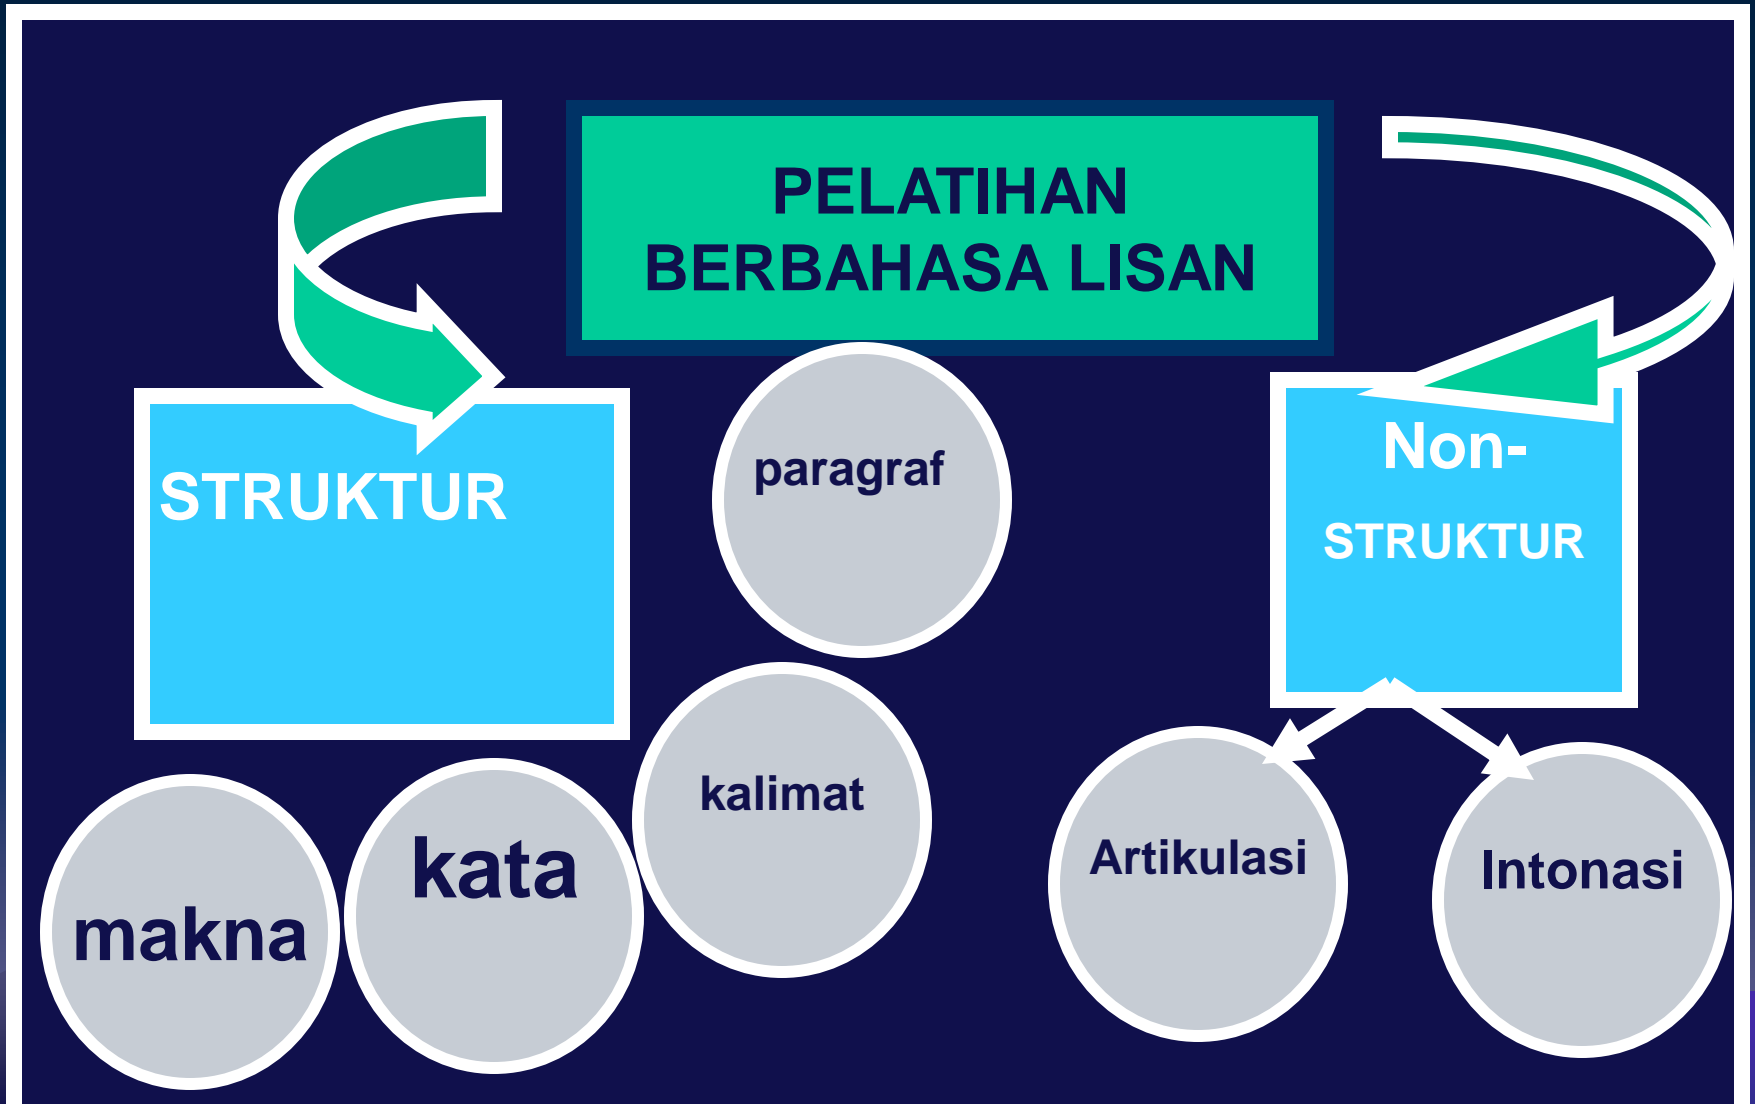 PELATIHAN
BERBAHASA LISAN
STRUKTUR
paragraf
Non-
STRUKTUR
makna
kata
kalimat
Artikulasi
Intonasi